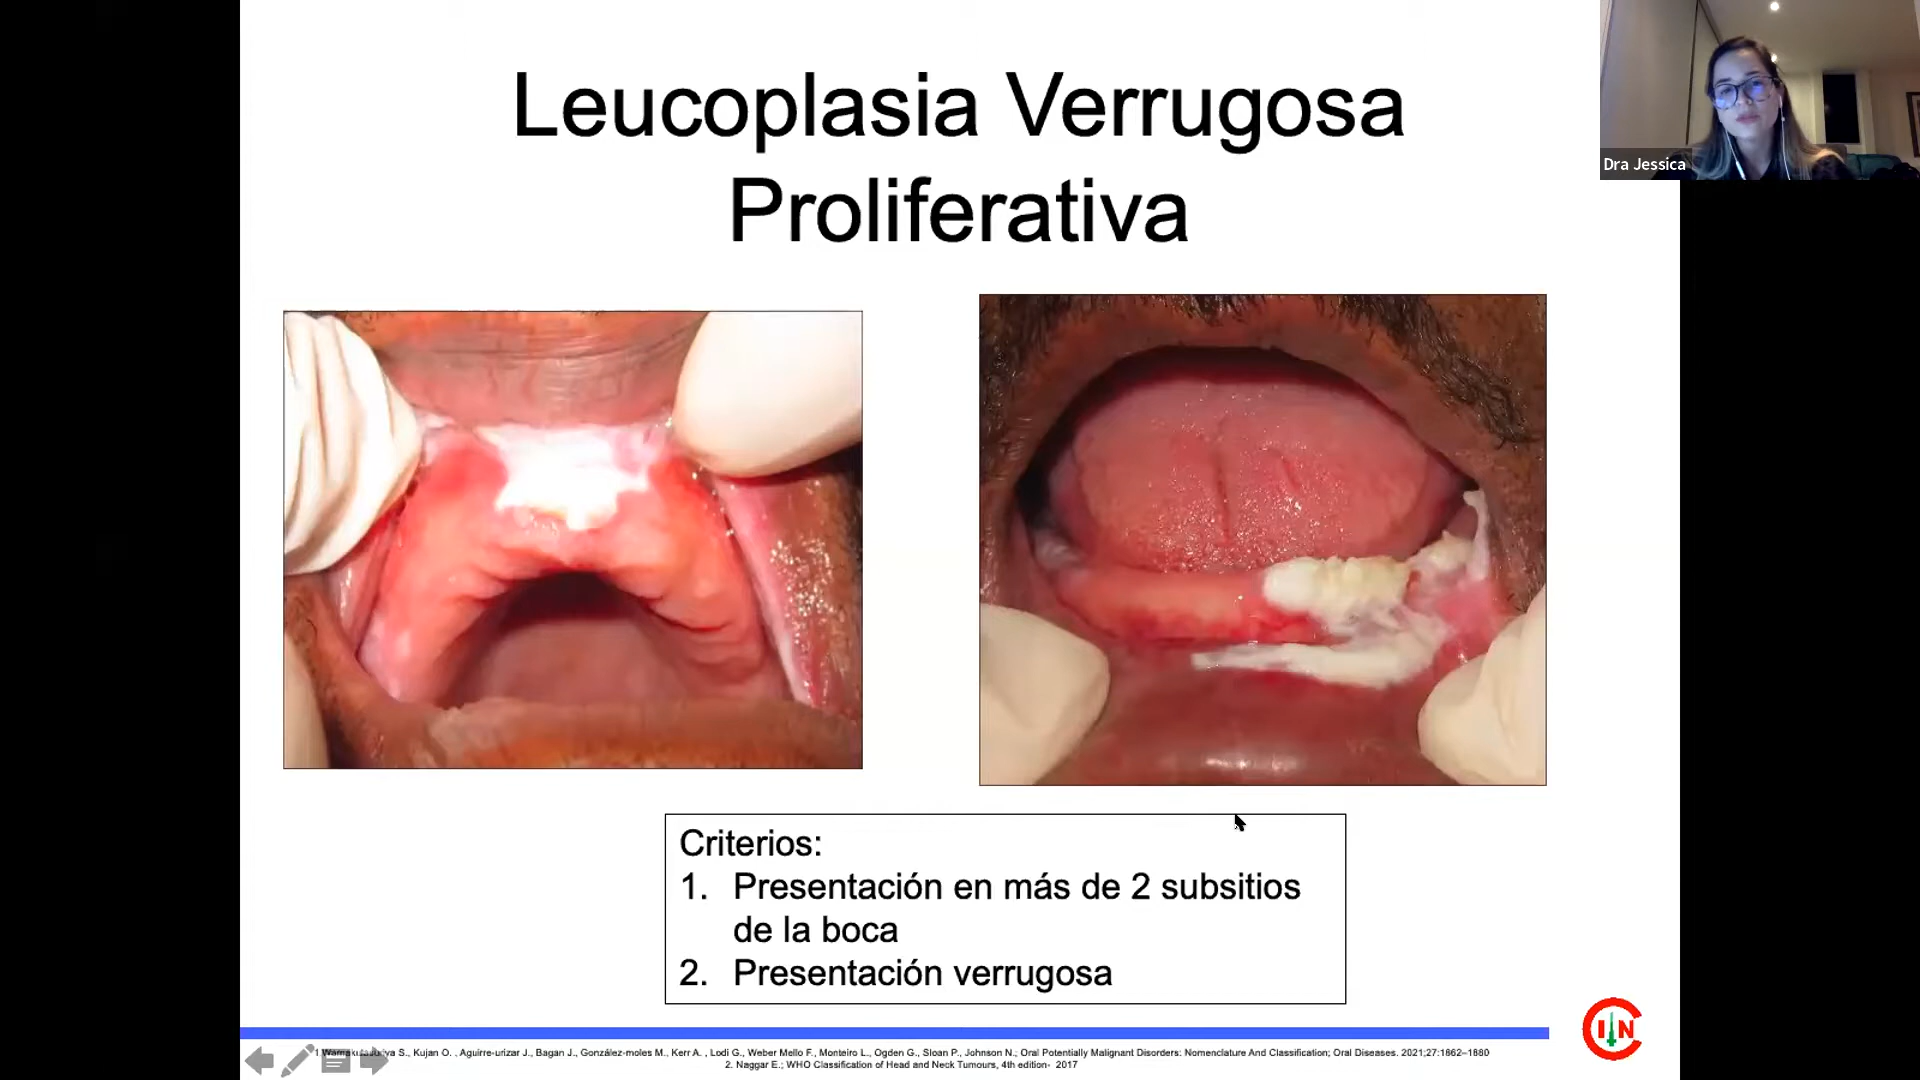 Leucoplasia Verrugosa
Proliferativa
Dra Jessica
Criterios:
1. Presentación en más de 2 subsitios
de la boca
2. Presentación verrugosa
C I N
1 Warnakulasuriya S., Kujan O. , Aguirre-urizar J., Bagan J., González-moles M., Kerr A. , Lodi G., Weber Mello F., Monteiro L., Ogden G., Sloan P., Johnson N.; Oral Potentially Malignant Disorders: Nomenclature And Classification; Oral Diseases. 2021;27:1862–1880
2. Naggar E.; WHO Classification of Head and Neck Tumours, 4th edition- 2017